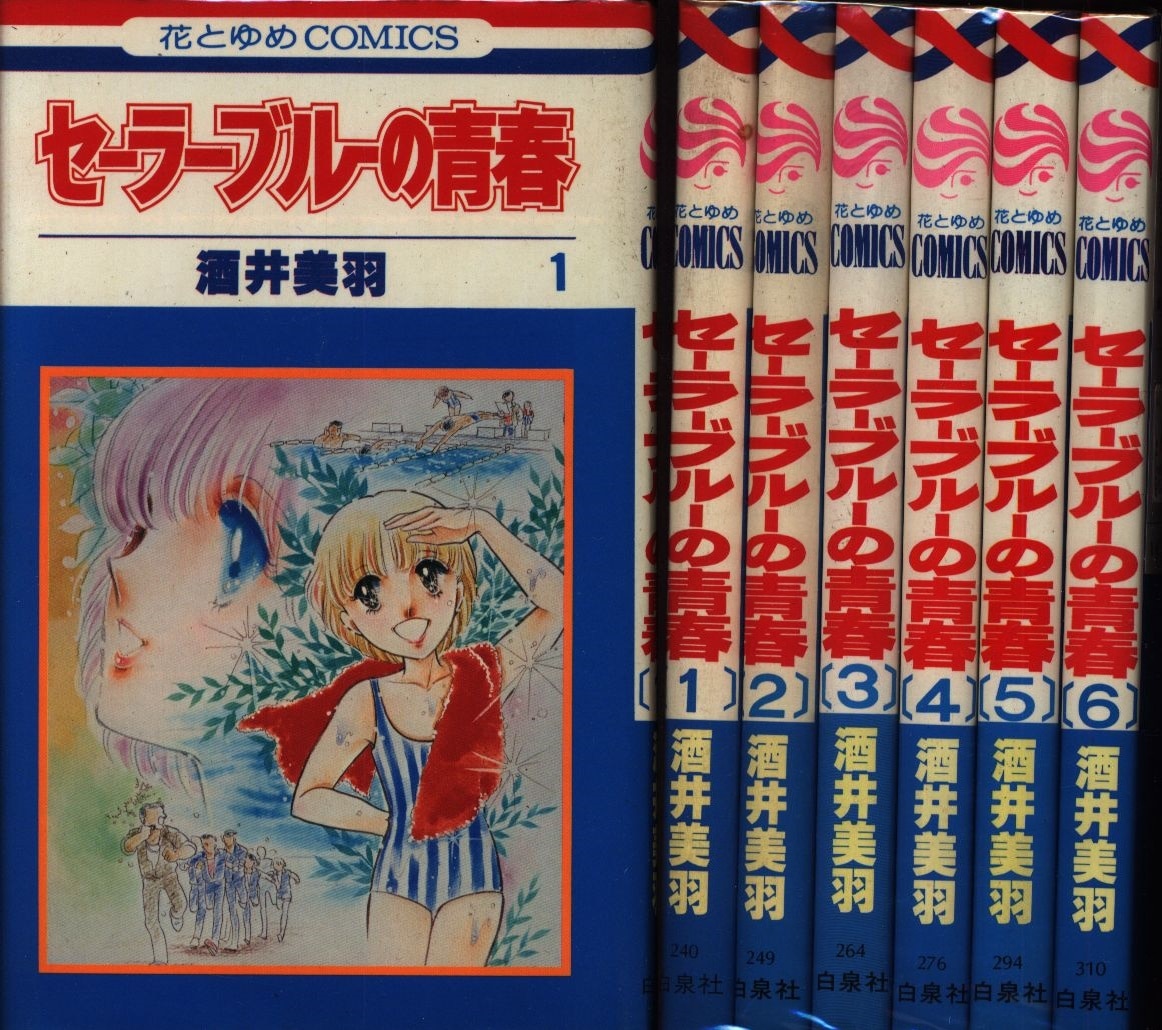 花とゆめCOMICS
セーラーブルーの青春
酒井美羽 1
花とゆめ
COMICS
セーラーブルーの青春
〔1〕
酒井美羽
240
白泉社
花とゆめ
COMICS
セーラーブルーの青春
〔2〕
酒井美羽
249
白泉社
花とゆめ
COMICS
セーラーブルーの青春
〔3〕
酒井美羽
264
白泉社
花とゆめ
COMICS
セーラーブルーの青春
〔4〕
酒井美羽
276
白泉社
花とゆめ
COMICS
セーラーブルーの青春
〔5〕
酒井美羽
294
白泉社
花とゆめ
COMICS
セーラーブルーの青春
〔6〕
酒井美羽
310
白泉社